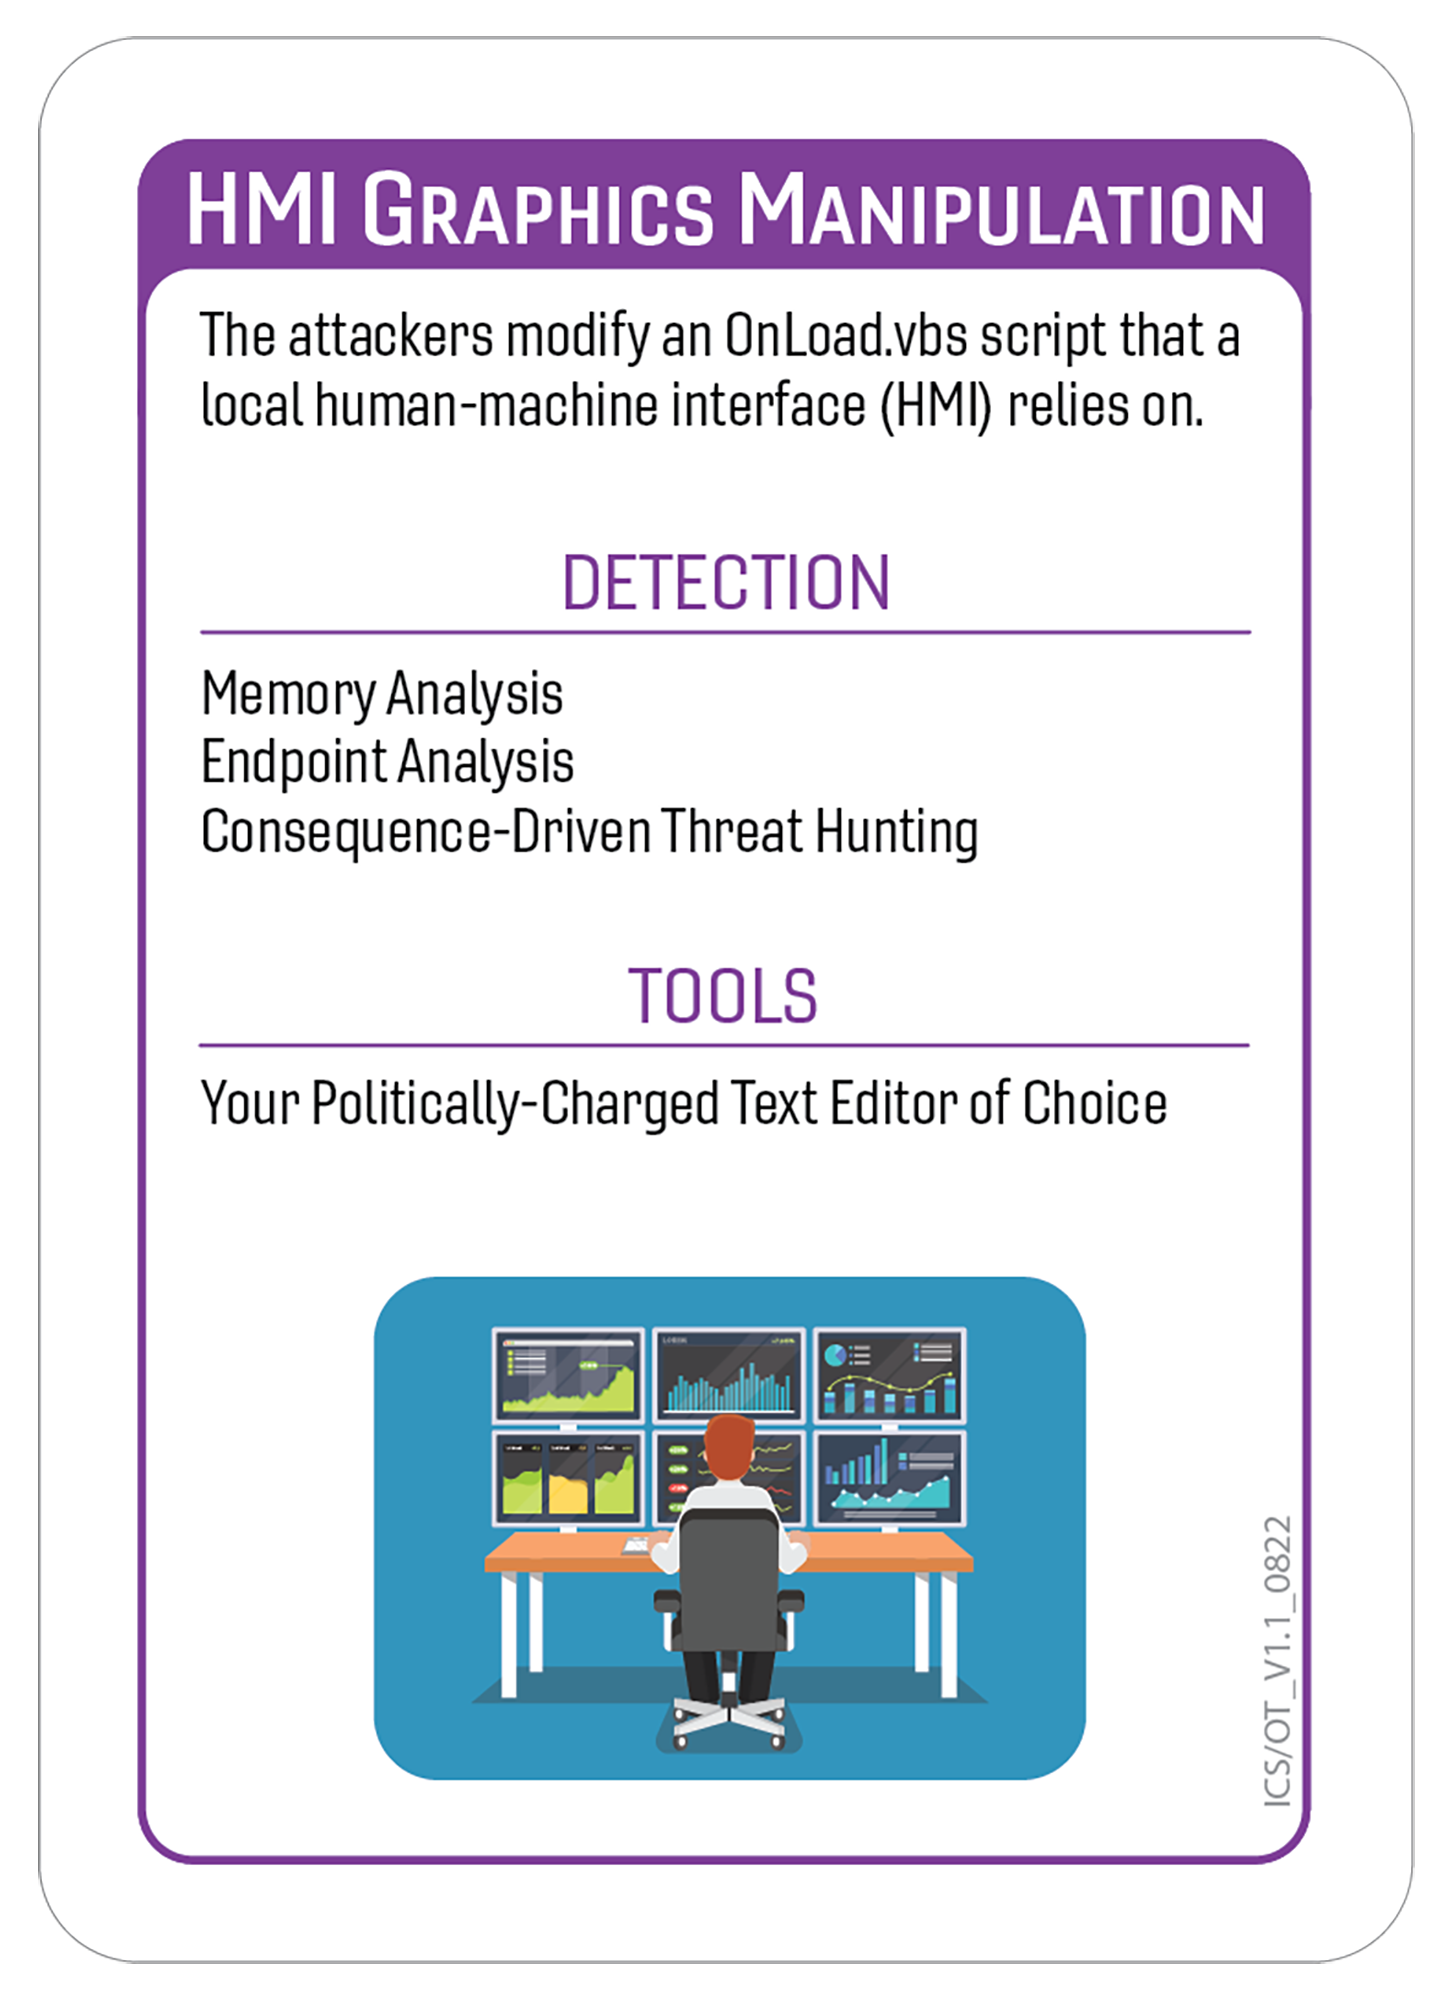 HMI GRAPHICS MANIPULATION
The attackers modify an OnLoad.vbs script that a
local human-machine interface (HMI) relies on.
DETECTION
Memory Analysis
Endpoint Analysis
Consequence-Driven Threat Hunting
TOOLS
Your Politically-Charged Text Editor of Choice
ICS/OT_V1.1_0822